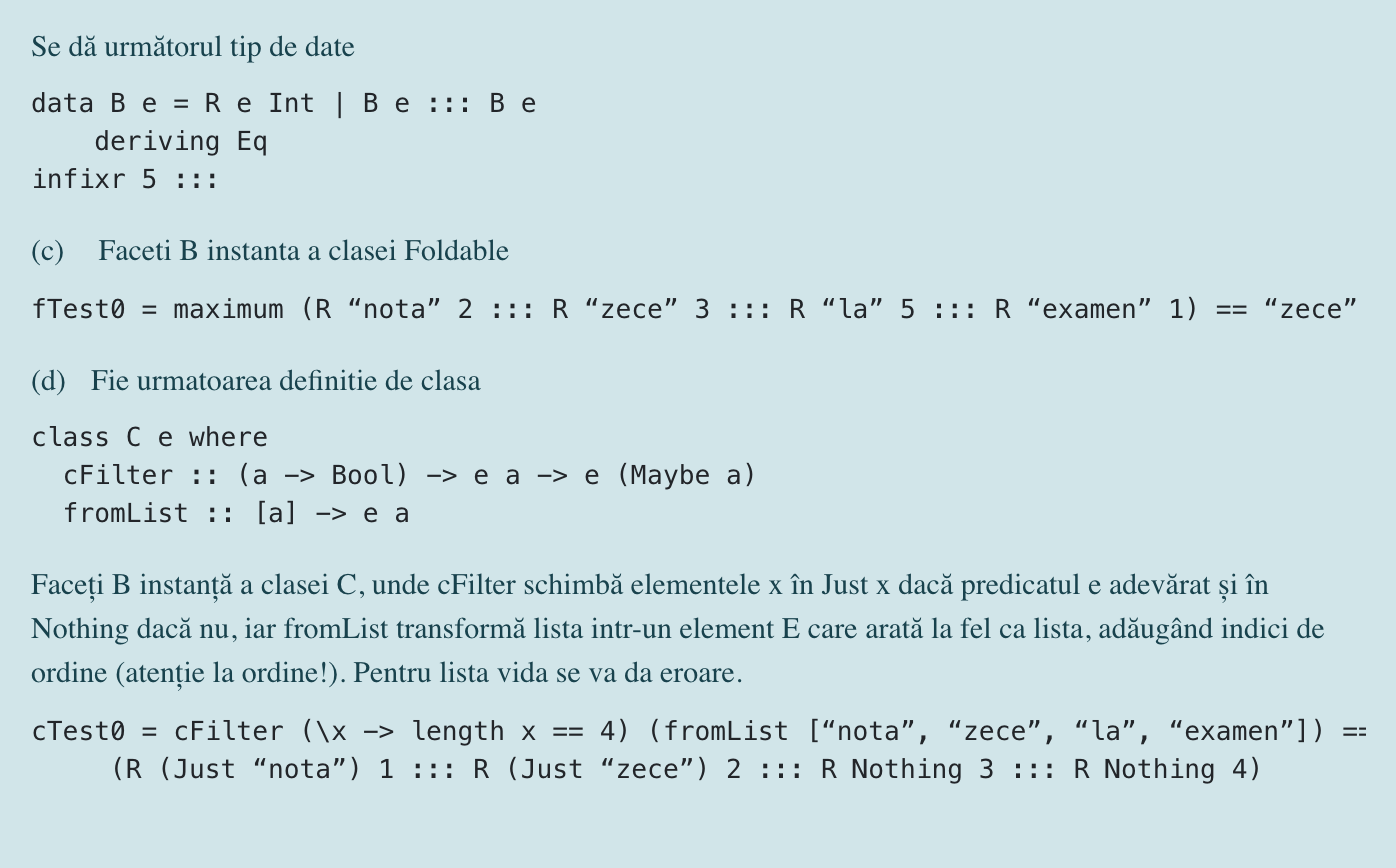 Se dă următorul tip de date
data B e = R e Int | B e ::: B e
    deriving Eq
infixr 5 :::
(c) Faceti B instanta a clasei Foldable
fTest0 = maximum (R “nota” 2 ::: R “zece” 3 ::: R “la” 5 ::: R “examen” 1) == “zece”
(d) Fie urmatoarea definitie de clasa
class C e where
  cFilter :: (a −> Bool) −> e a −> e (Maybe a)
  fromList :: [a] −> e a
Faceți B instanță a clasei C, unde cFilter schimbă elementele x în Just x dacă predicatul e adevărat și în
Nothing dacă nu, iar fromList transformă lista intr-un element E care arată la fel ca lista, adăugând indici de
ordine (atenție la ordine!). Pentru lista vida se va da eroare.
cTest0 = cFilter (\x −> length x == 4) (fromList [“nota”, “zece”, “la”, “examen”]) ==
     (R (Just “nota”) 1 ::: R (Just “zece”) 2 ::: R Nothing 3 ::: R Nothing 4)